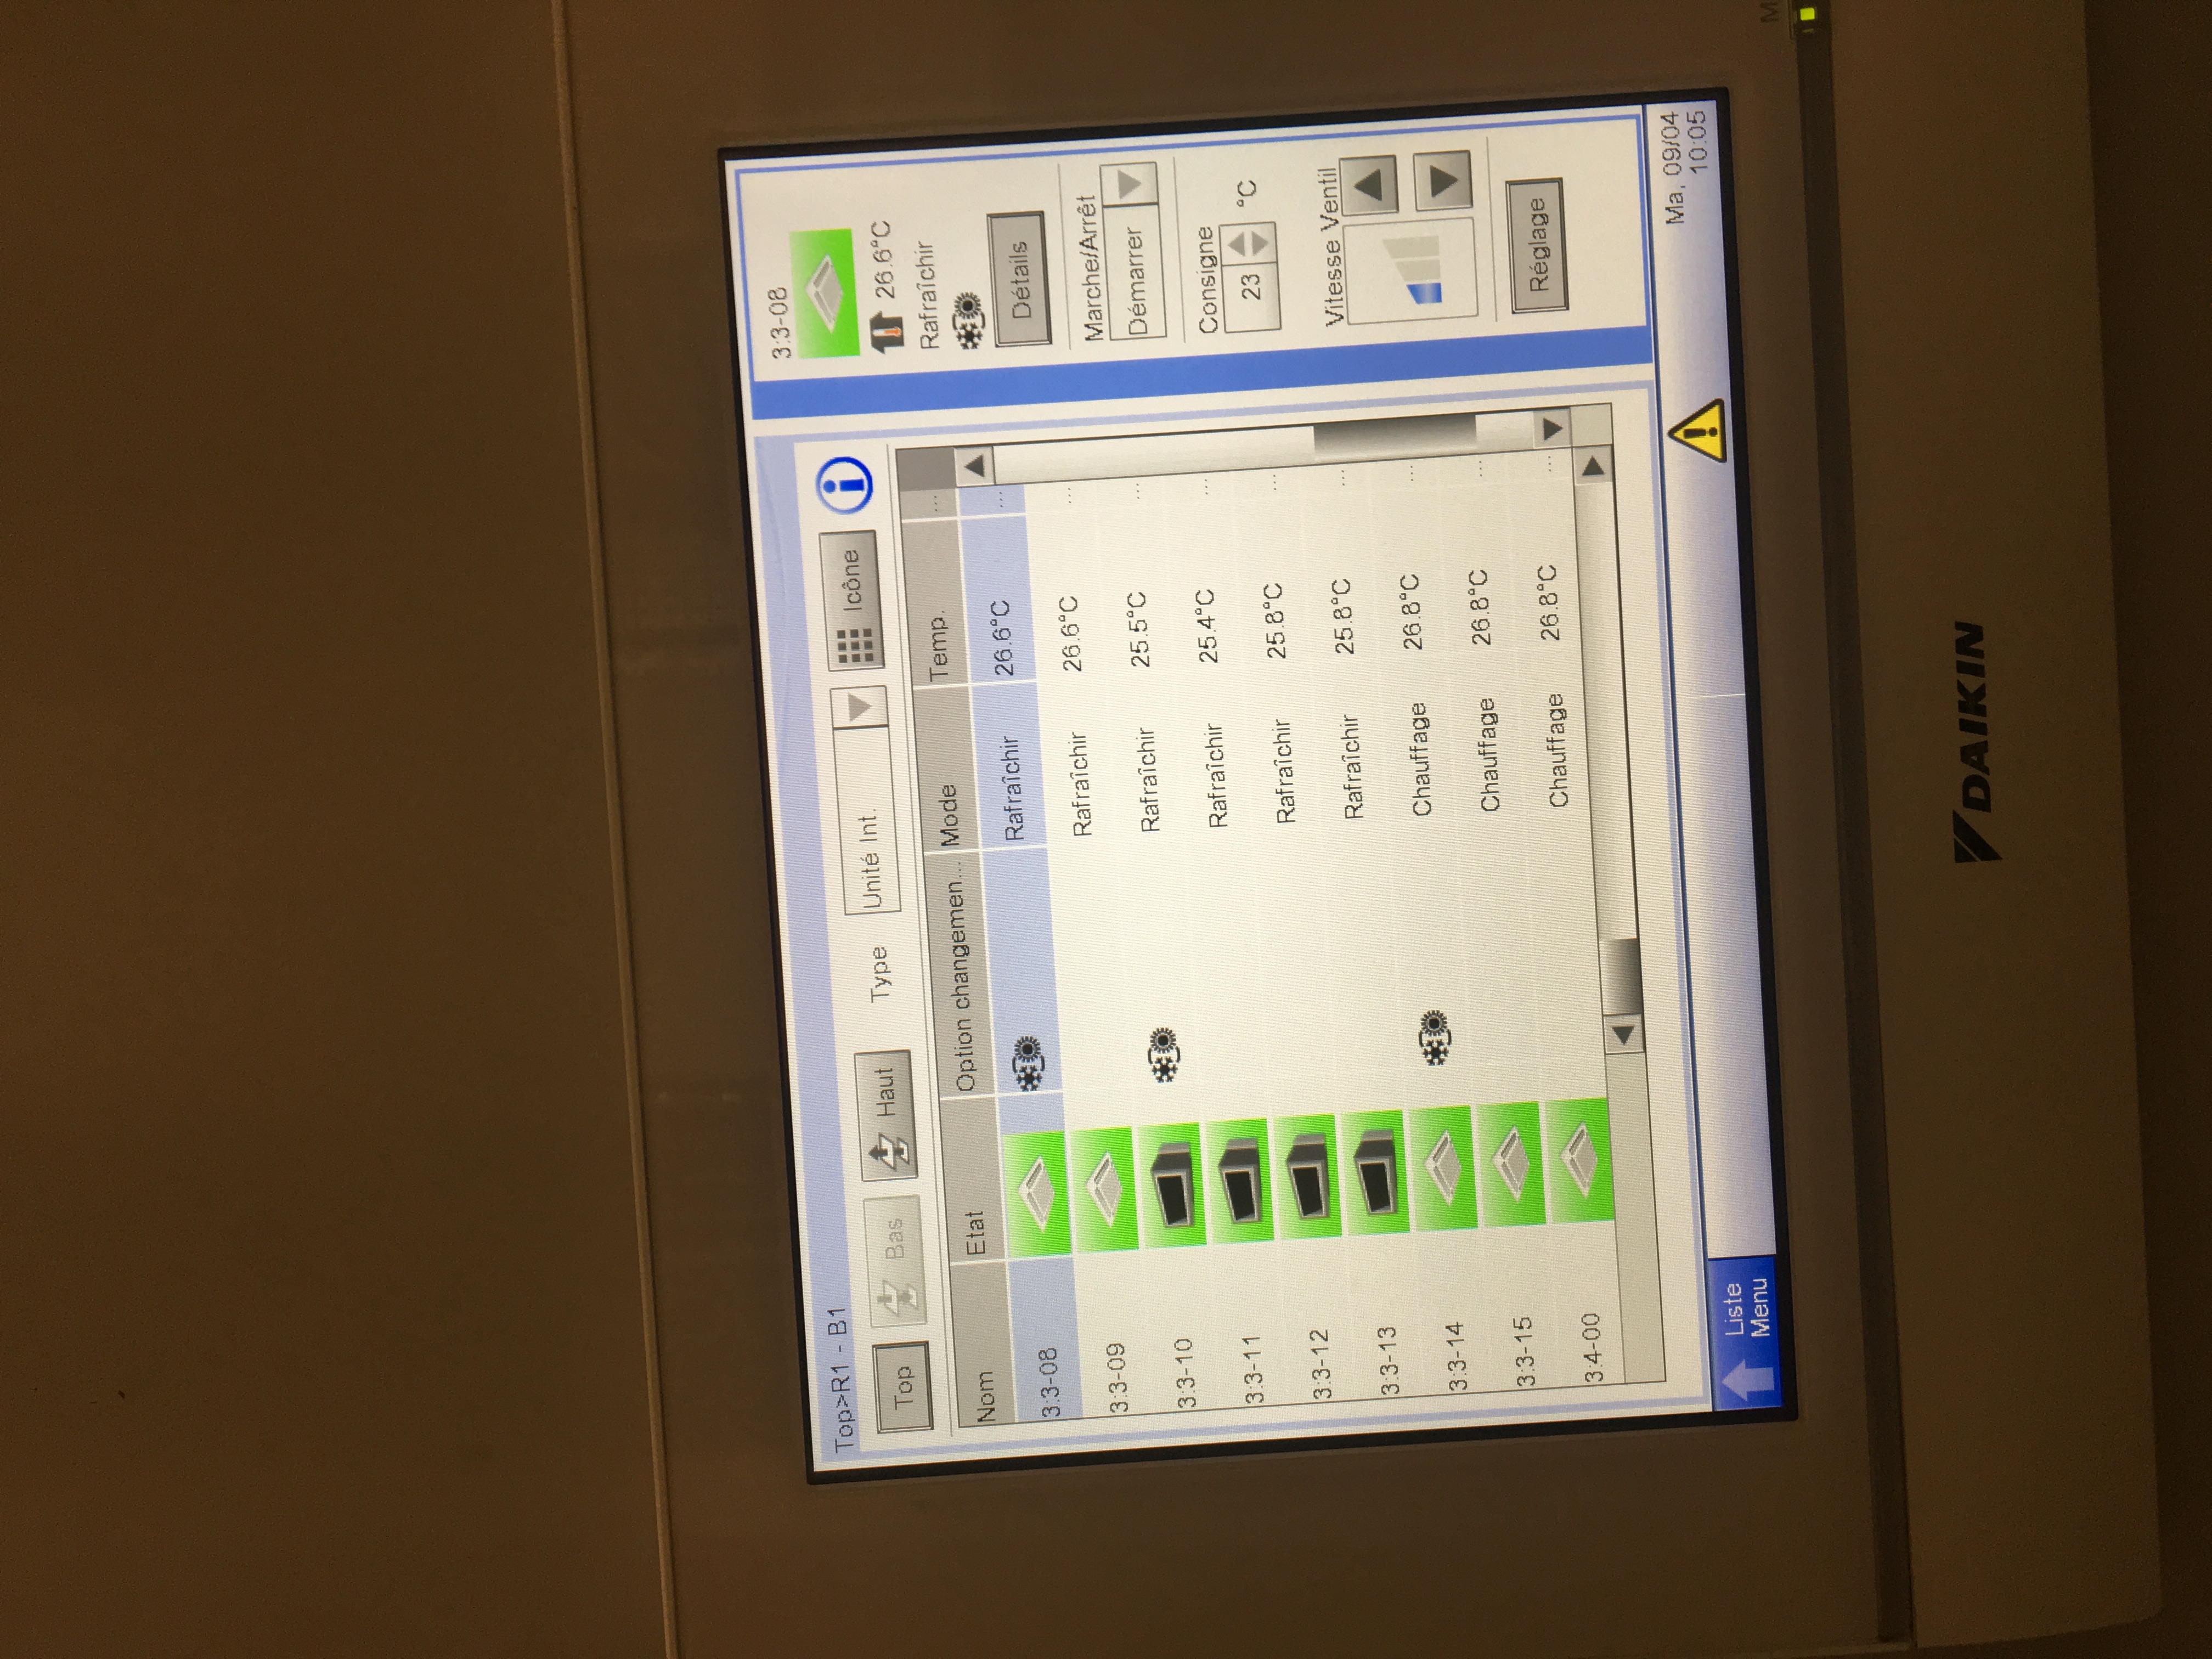 Top>R1 - B1
Top
Bas
Haut
Type
Unité Int.
Icône
Nom Etat Option changemen... Mode Temp. ...
3:3-08 Rafraîchir 26.6°C ...
3:3-09 Rafraîchir 26.6°C ...
3:3-10 Rafraîchir 25.5°C ...
3:3-11 Rafraîchir 25.4°C ...
3:3-12 Rafraîchir 25.8°C ...
3:3-13 Rafraîchir 25.8°C ...
3:3-14 Chauffage 26.8°C ...
3:3-15 Chauffage 26.8°C ...
3:4-00 Chauffage 26.8°C ...
3:3-08
26.6°C
Rafraîchir
Détails
Marche/Arrêt
Démarrer
Consigne
23 °C
Vitesse Ventil
Réglage
Liste
Menu
Ma, 09/04
10:05
DAIKIN